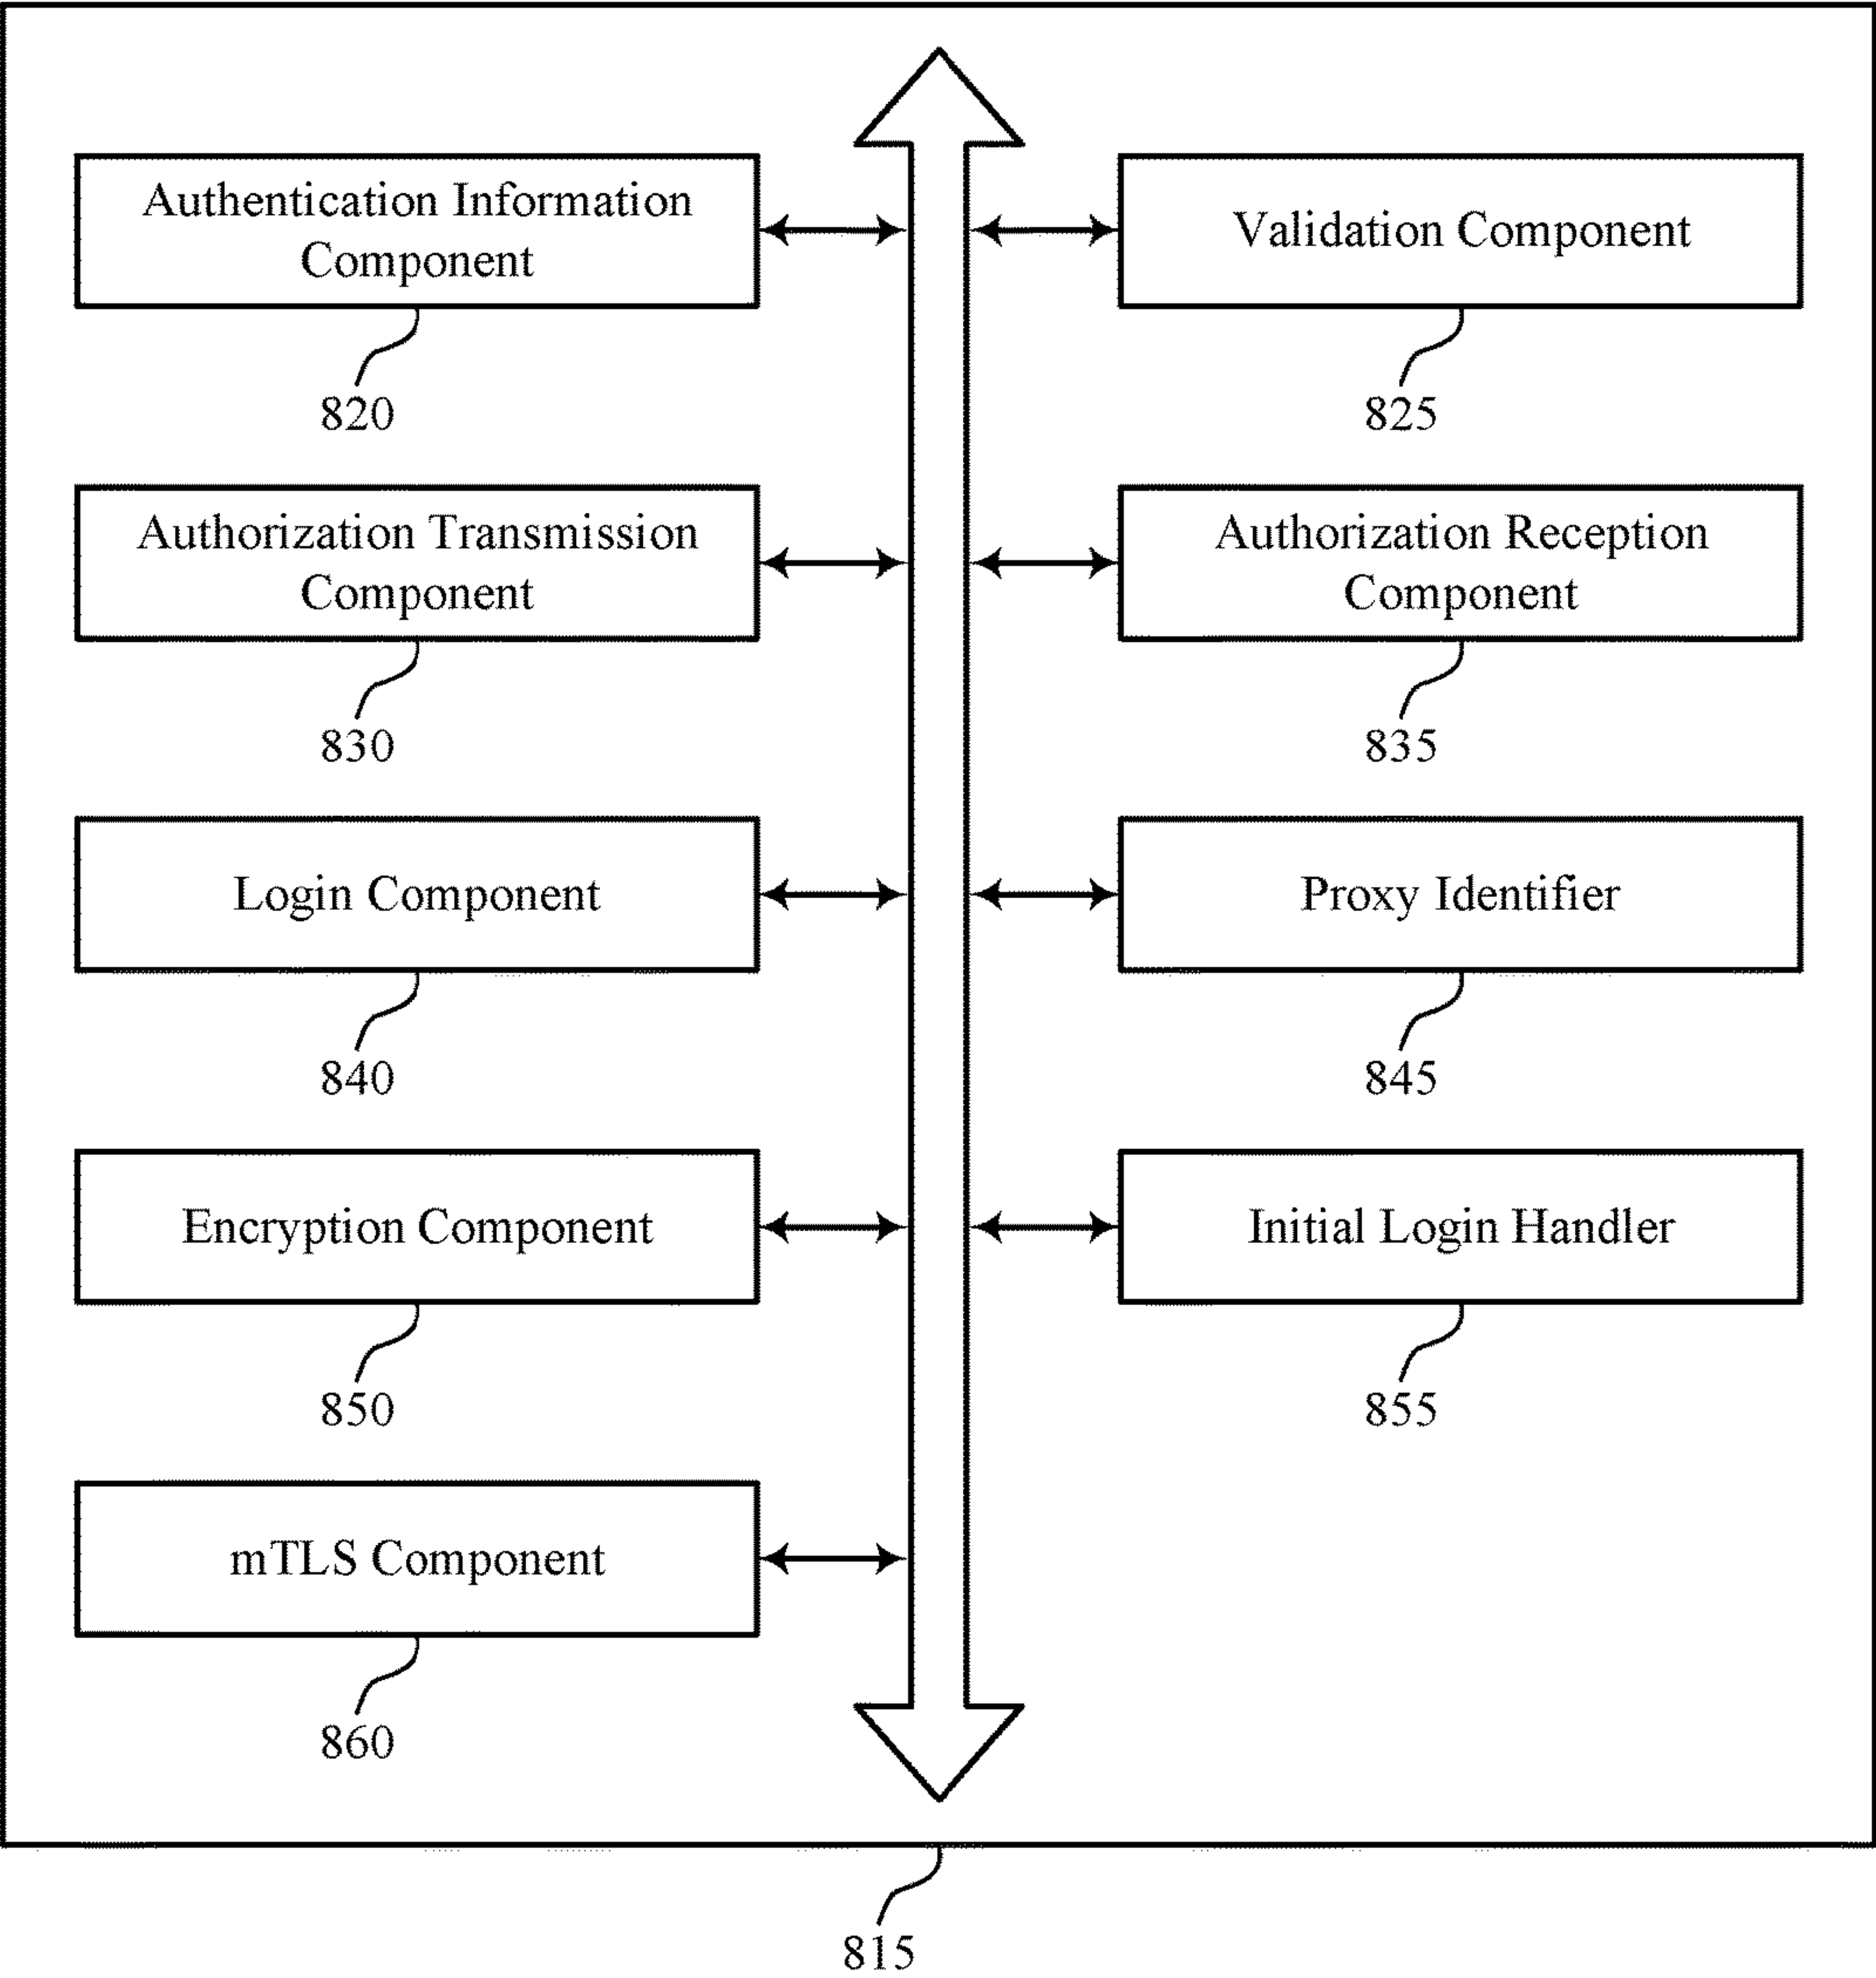 Authentication Information
Component
820
Validation Component
825
Authorization Transmission
Component
830
Authorization Reception
Component
835
Login Component
840
Proxy Identifier
845
Encryption Component
850
Initial Login Handler
855
mTLS Component
860
815